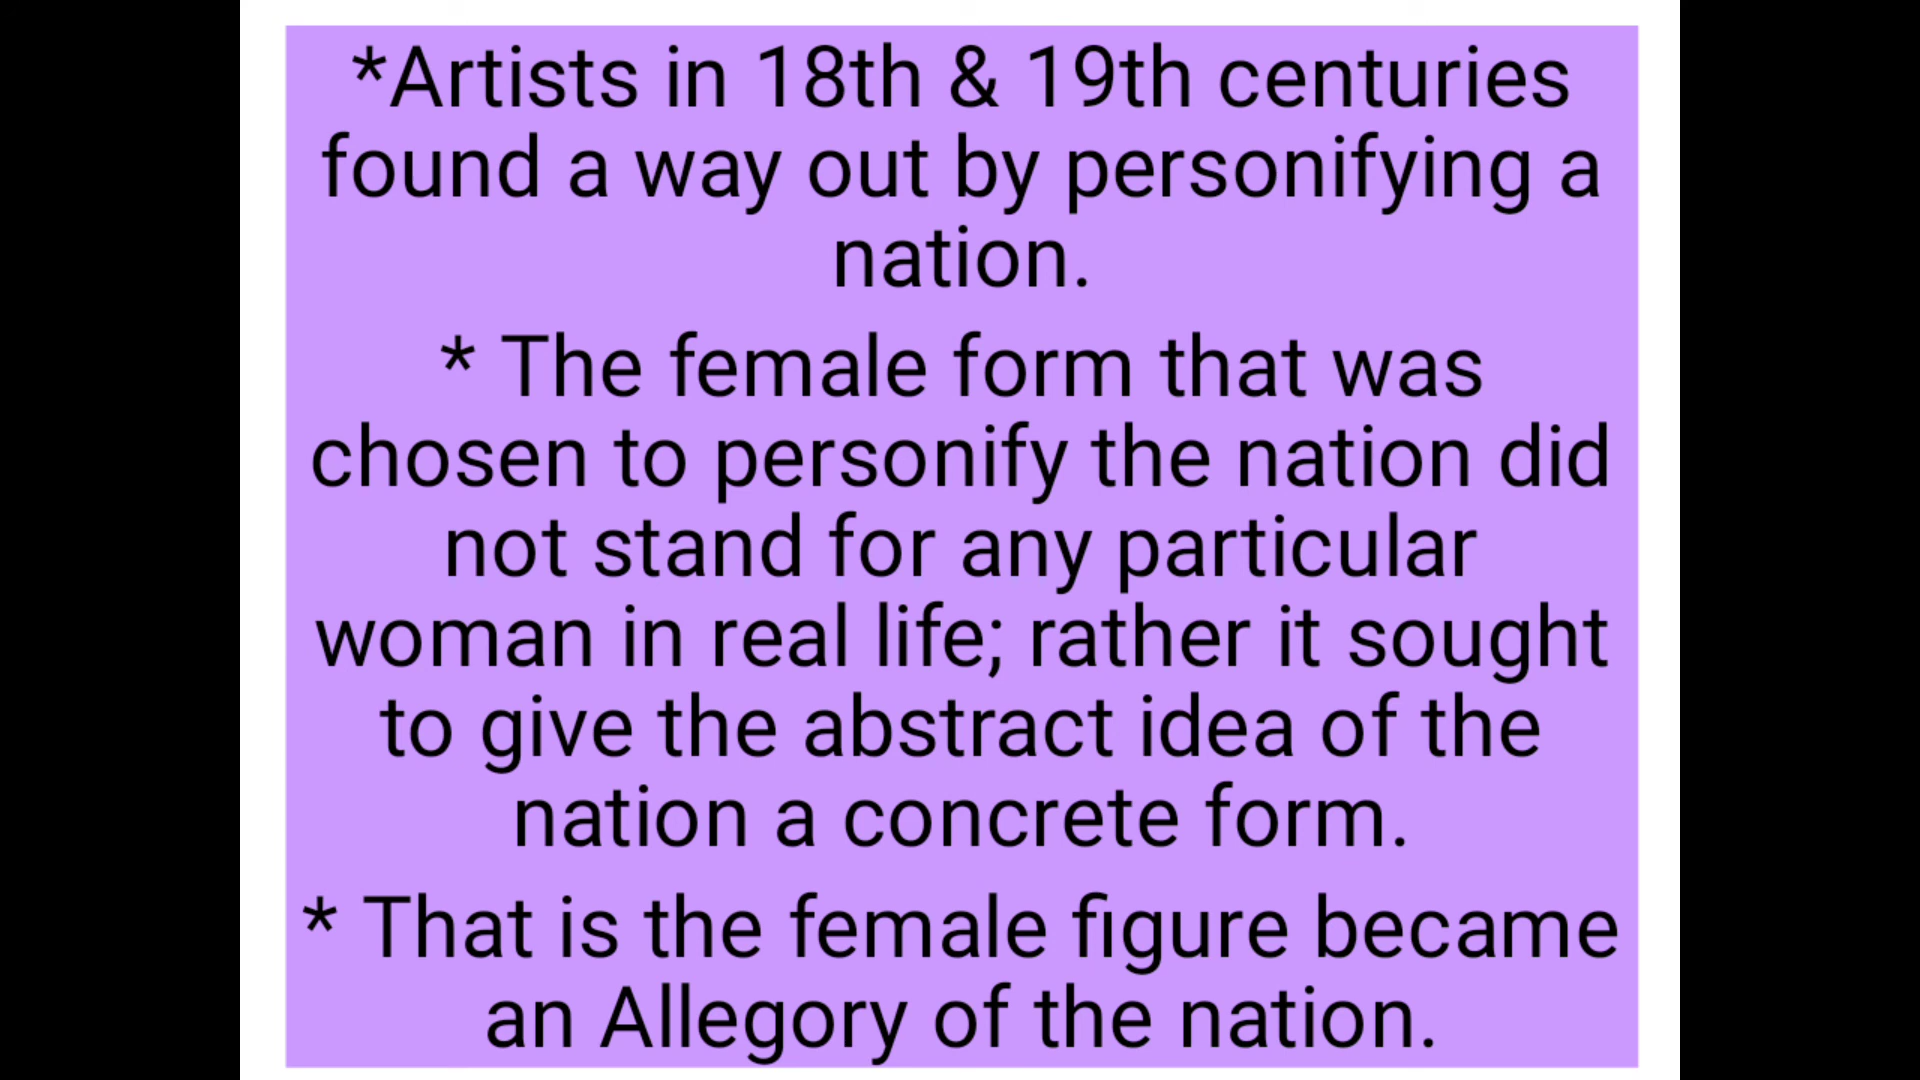 *Artists in 18th & 19th centuries
found a way out by personifying a
nation.
* The female form that was
chosen to personify the nation did
not stand for any particular
woman in real life; rather it sought
to give the abstract idea of the
nation a concrete form.
* That is the female figure became
an Allegory of the nation.